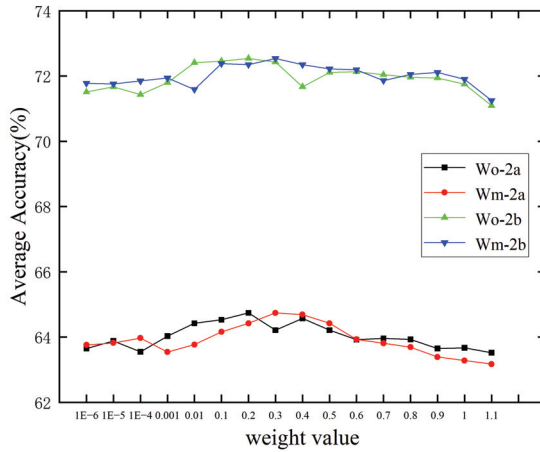 74
72
70
68
66
64
62
Average Accuracy(%)
Wo-2a
Wm-2a
Wo-2b
Wm-2b
1E-6 1E-5 1E-4 0.001 0.01 0.1 0.2 0.3 0.4 0.5 0.6 0.7 0.8 0.9 1 1.1
weight value